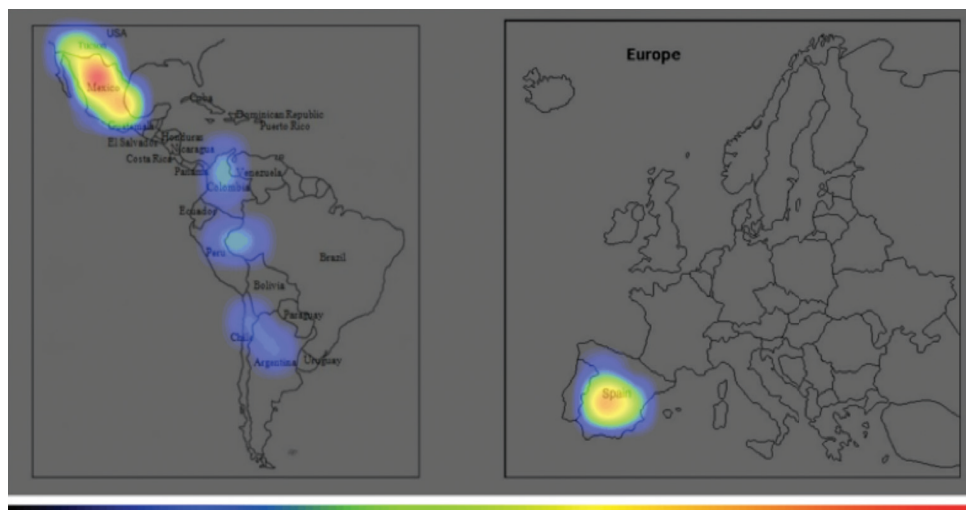 USA
Mexico
Cuba
Dominican Republic
Puerto Rico
Guatemala
Honduras
El Salvador
Nicaragua
Costa Rica
Panama
Venezuela
Colombia
Ecuador
Peru
Brazil
Bolivia
Paraguay
Chile
Argentina
Uruguay
Europe
Spain